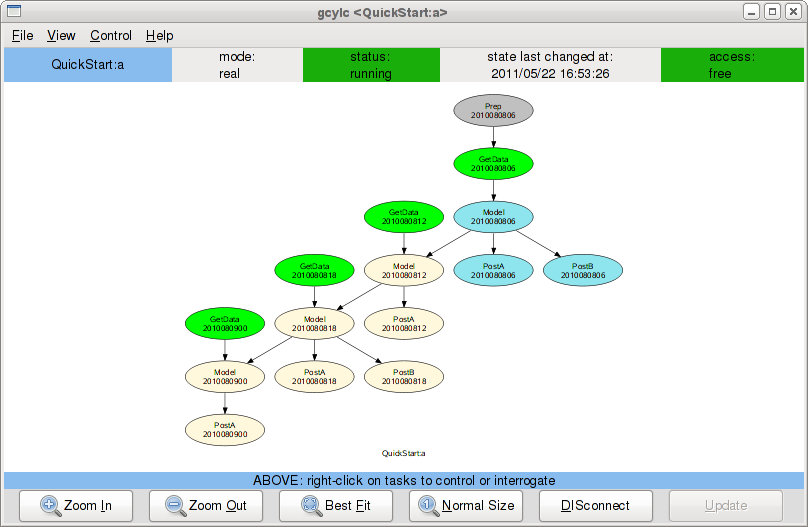 gcylc <QuickStart:a>
File View Control Help
QuickStart:a
mode:
real
status:
running
state last changed at:
2011/05/22 16:53:26
access:
free
Prep
2010080806
GetData
2010080806
GetData
2010080812
Model
2010080806
GetData
2010080818
Model
2010080812
PostA
2010080806
PostB
2010080806
GetData
2010080900
Model
2010080818
PostA
2010080812
Model
2010080900
PostA
2010080818
PostB
2010080818
PostA
2010080900
QuickStart:a
ABOVE: right-click on tasks to control or interrogate
Zoom In
Zoom Out
Best Fit
1 Normal Size
DISconnect
Update